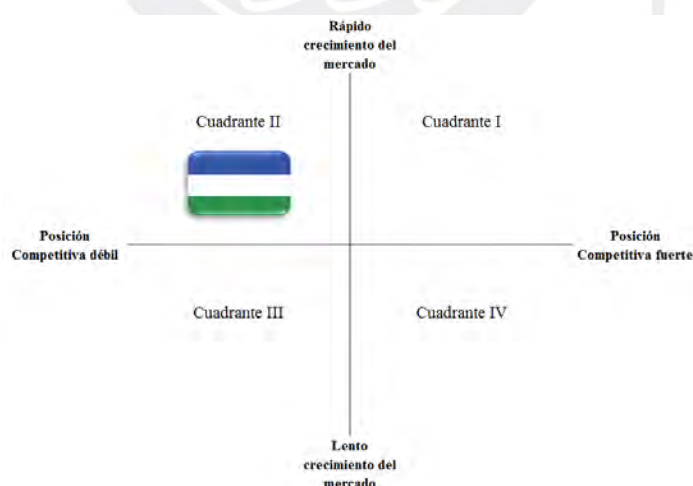 Rápido
crecimiento del
mercado
Cuadrante II
Cuadrante I
Posición
Competitiva débil
Posición
Competitiva fuerte
Cuadrante III
Cuadrante IV
Lento
crecimiento del
mercado